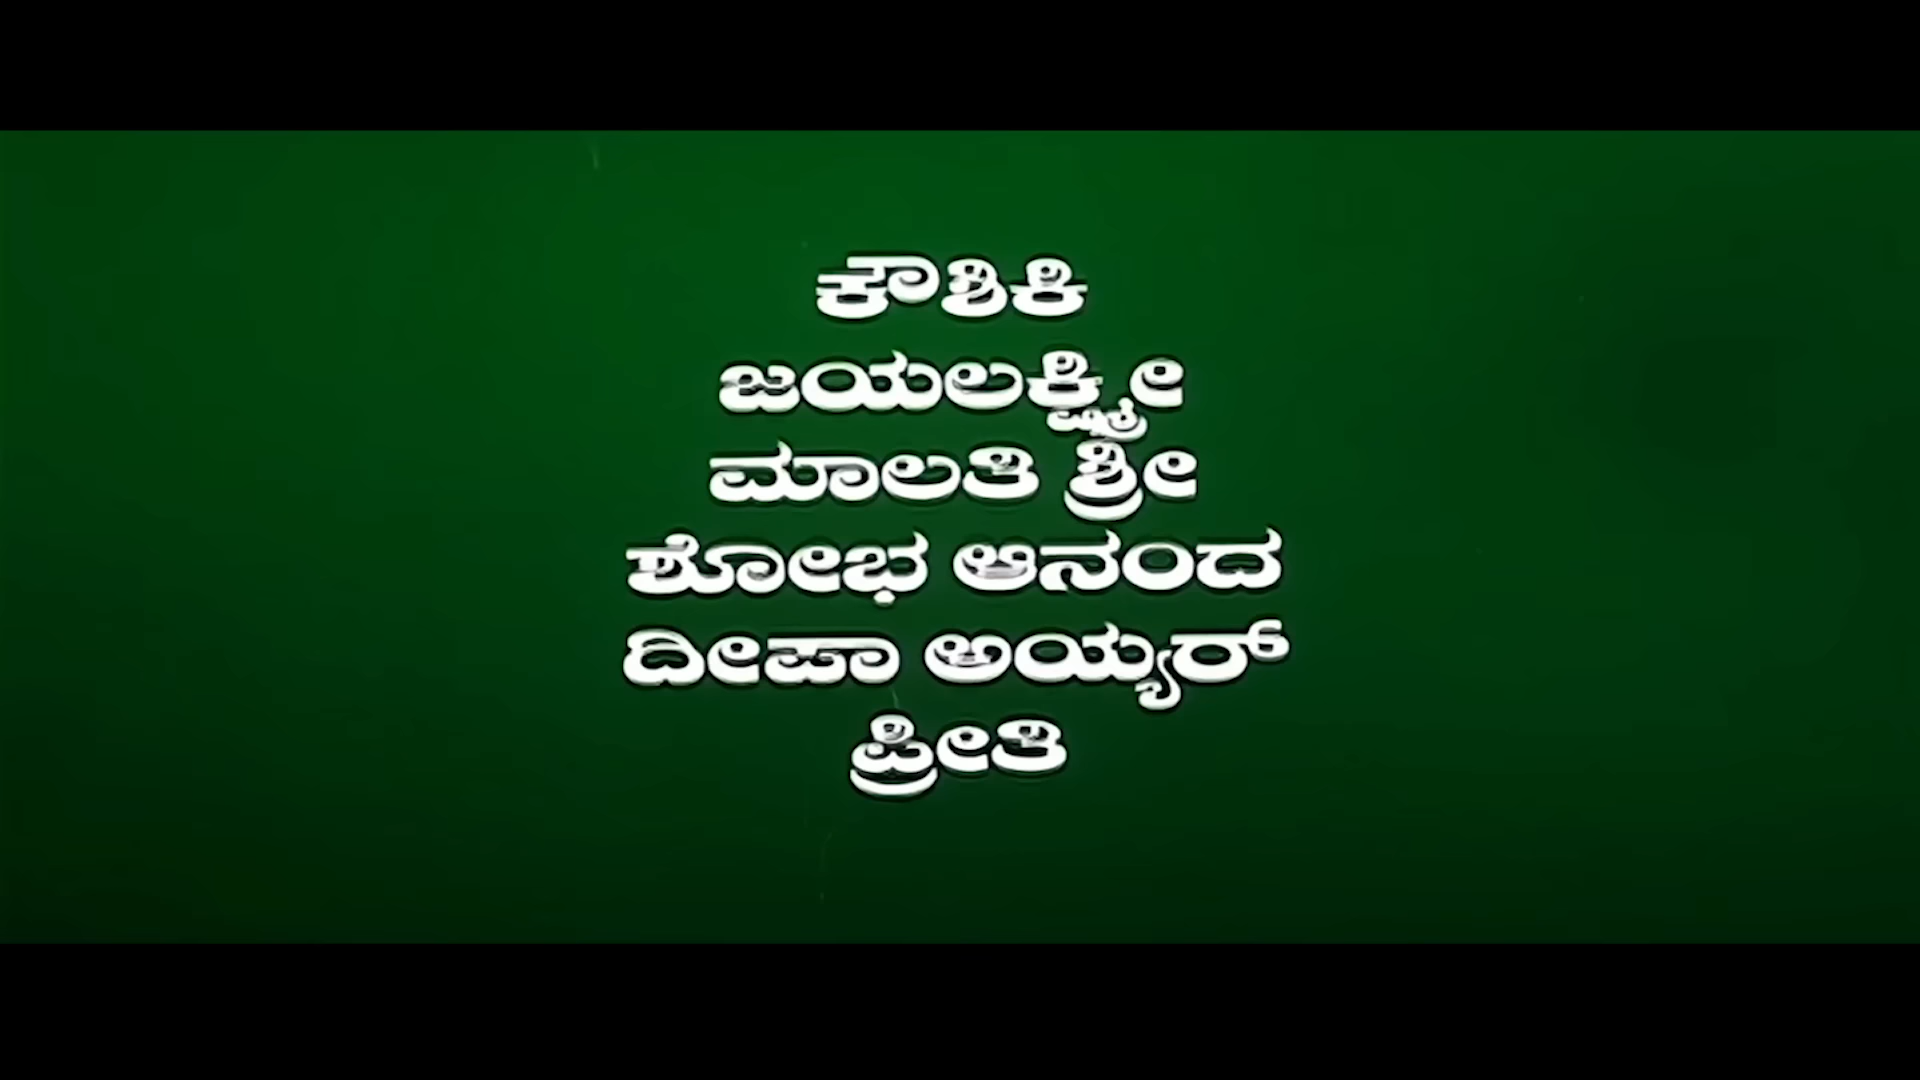 ಕೌಶಿಕಿ
ಜಯಲಕ್ಷ್ಮೀ
ಮಾಲತಿ ಶ್ರೀ
ಶೋಭ ಆನಂದ
ದೀಪಾ ಅಯ್ಯರ್
ಪ್ರೀತಿ